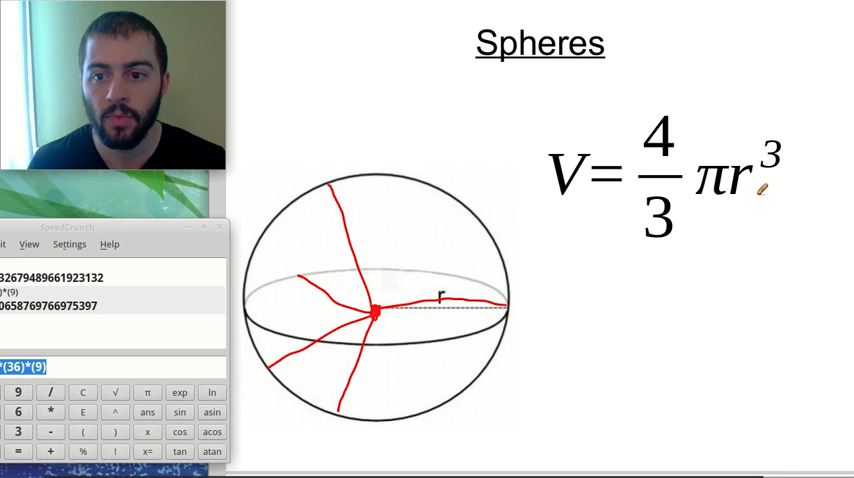 Spheres
V= 4/3 πr³
r
SpeedCrunch
it View Settings Help
32679489661923132
)*(9)
0658769766975397
*(36)*(9)
9 / C √ π exp ln
6 * E ^ ans sin asin
3 - ( ) x cos acos
= + % ! x= tan atan